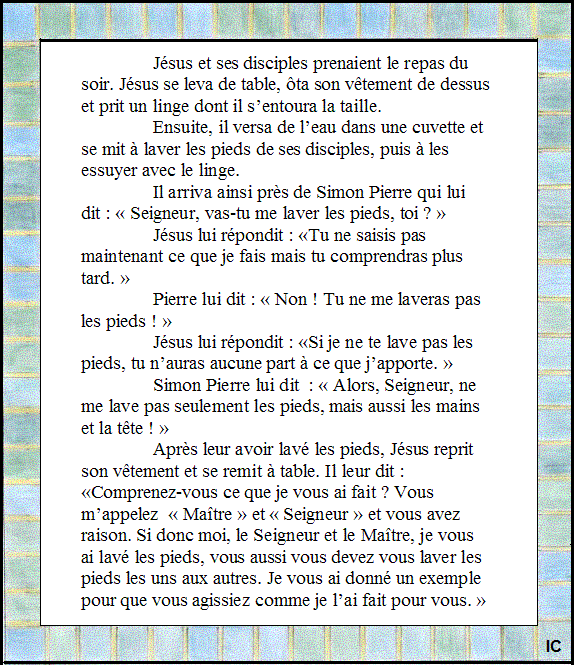 Jésus et ses disciples prenaient le repas du
soir. Jésus se leva de table, ôta son vêtement de dessus
et prit un linge dont il s’entoura la taille.
Ensuite, il versa de l’eau dans une cuvette et
se mit à laver les pieds de ses disciples, puis à les
essuyer avec le linge.
Il arriva ainsi près de Simon Pierre qui lui
dit : « Seigneur, vas-tu me laver les pieds, toi ? »
Jésus lui répondit : «Tu ne saisis pas
maintenant ce que je fais mais tu comprendras plus
tard. »
Pierre lui dit : « Non ! Tu ne me laveras pas
les pieds ! »
Jésus lui répondit : «Si je ne te lave pas les
pieds, tu n’auras aucune part à ce que j’apporte. »
Simon Pierre lui dit  : « Alors, Seigneur, ne
me lave pas seulement les pieds, mais aussi les mains
et la tête ! »
Après leur avoir lavé les pieds, Jésus reprit
son vêtement et se remit à table. Il leur dit :
«Comprenez-vous ce que je vous ai fait ? Vous
m’appelez  « Maître » et « Seigneur » et vous avez
raison. Si donc moi, le Seigneur et le Maître, je vous
ai lavé les pieds, vous aussi vous devez vous laver les
pieds les uns aux autres. Je vous ai donné un exemple
pour que vous agissiez comme je l’ai fait pour vous. »
IC